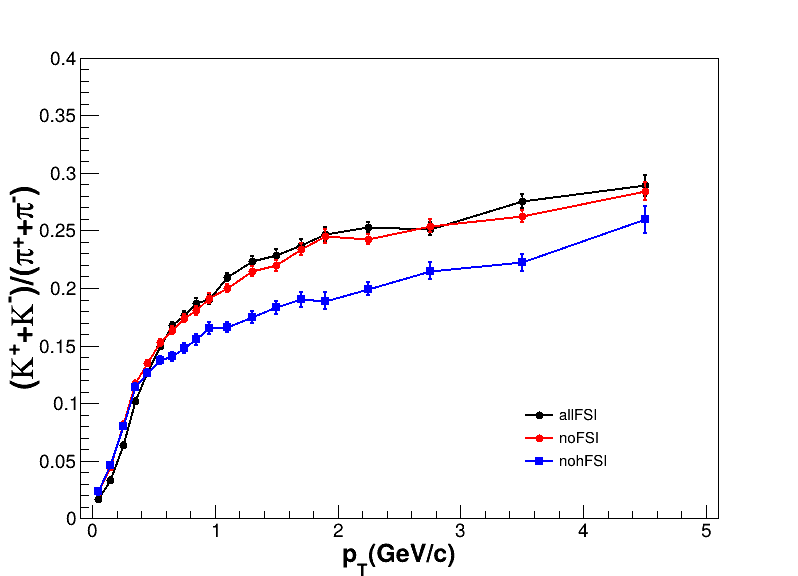 0.4
0.35
0.3
0.25
0.2
0.15
0.1
0.05
0
(K⁺+K⁻)/(π⁺+π⁻)
allFSI
noFSI
nohFSI
0 1 2 3 4 5
p_T(GeV/c)